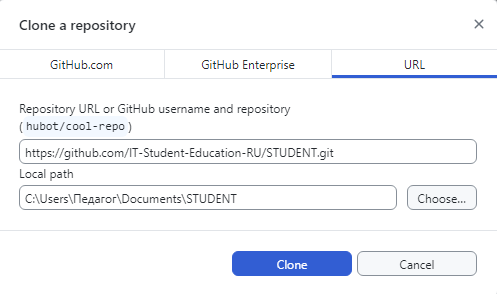 Clone a repository
GitHub.com
GitHub Enterprise
URL
Repository URL or GitHub username and repository
(hubot/cool-repo)
https://github.com/IT-Student-Education-RU/STUDENT.git
Local path
C:\Users\Педагог\Documents\STUDENT
Choose...
Clone
Cancel